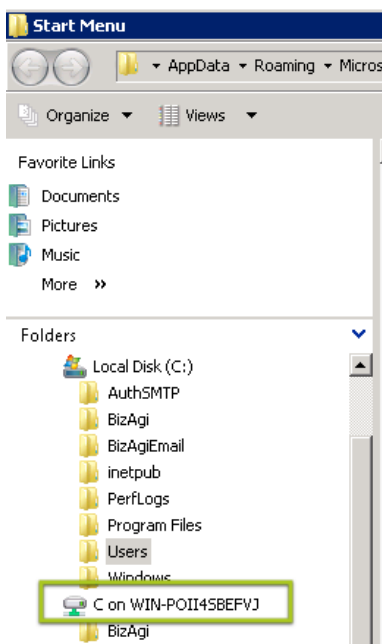 Start Menu
AppData Roaming Micros
Organize Views
Favorite Links
Documents
Pictures
Music
More »
Folders
Local Disk (C:)
AuthSMTP
BizAgi
BizAgiEmail
inetpub
PerfLogs
Program Files
Users
Windows
C on WIN-POII4SBEFVJ
BizAgi